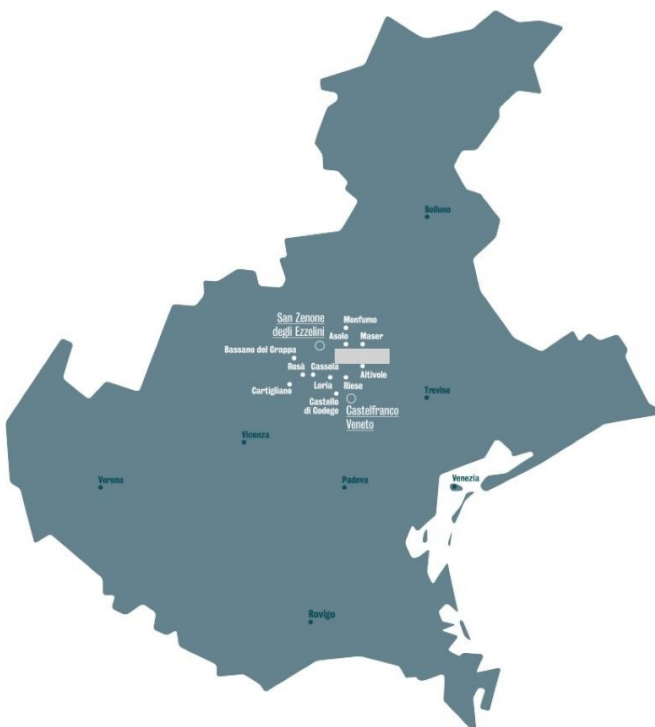 Belluno
Monfumo
San Zenone
degli Ezzelini
Asolo
Maser
Bassano del Grappa
Altivole
Rosà
Cassola
Loria
Riese
Cartigliano
Castello
di Godego
Castelfranco
Veneto
Treviso
Vicenza
Verona
Padova
Venezia
Rovigo